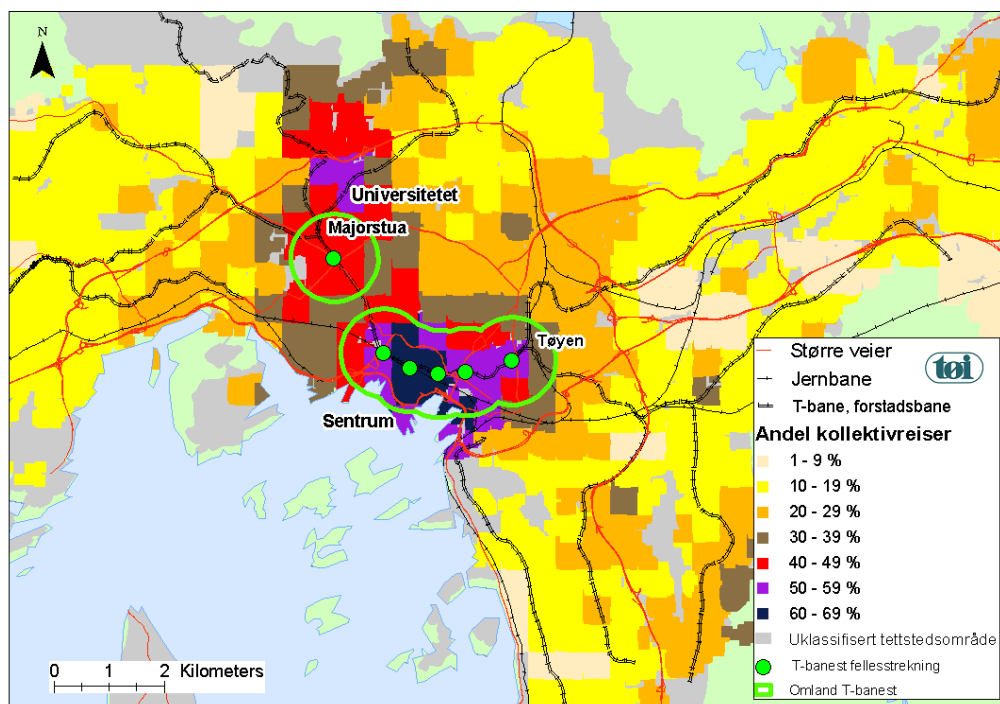 N
Universitetet
Majorstua
Tøyen
Sentrum
0 1 2 Kilometers
Større veier
tøi
Jernbane
T-bane, forstadsbane
Andel kollektivreiser
1 - 9 %
10 - 19 %
20 - 29 %
30 - 39 %
40 - 49 %
50 - 59 %
60 - 69 %
Uklassifisert tettstedsområde
T-banest fellesstrekning
Omland T-banest